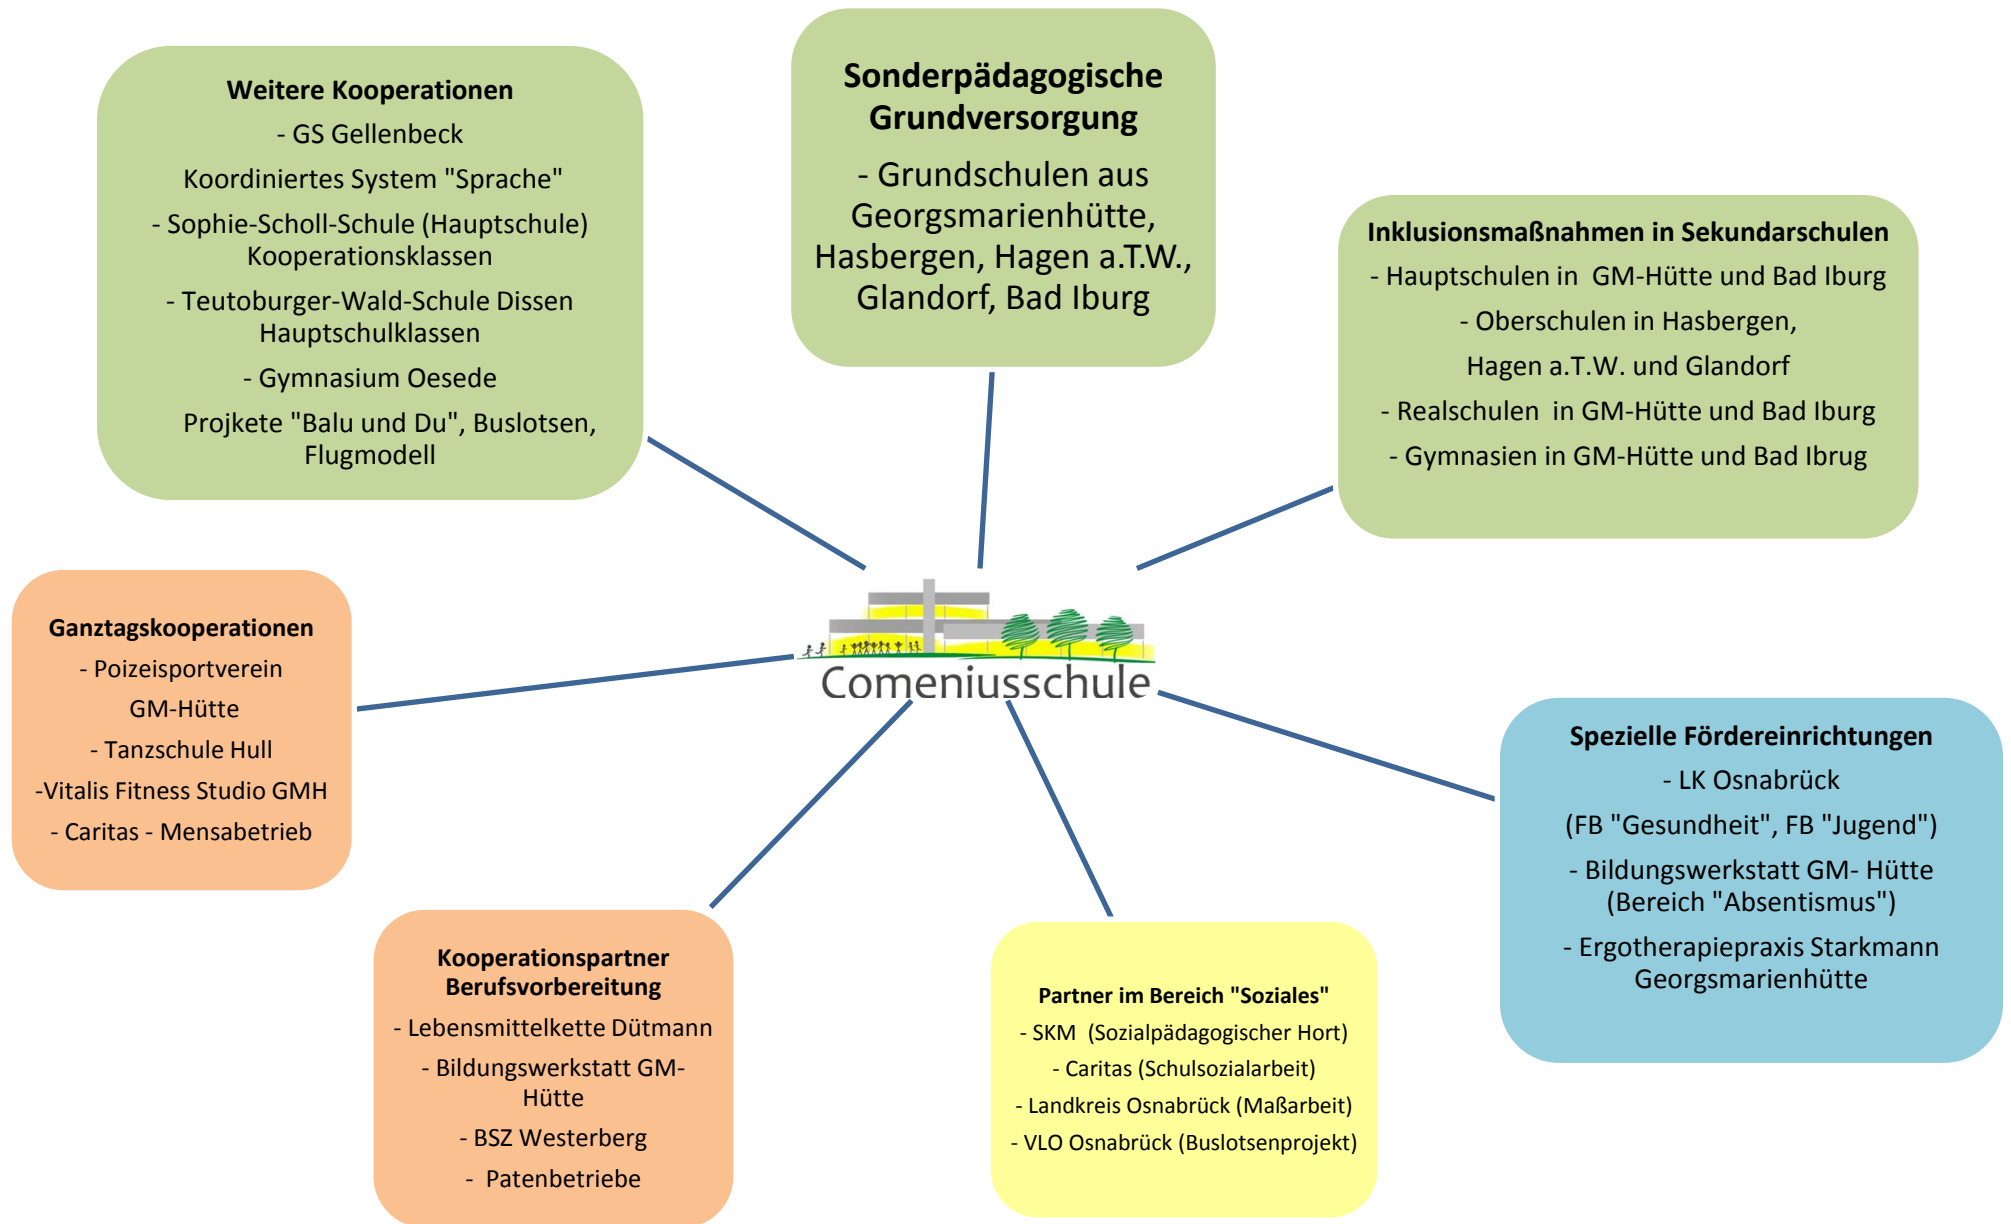 Weitere Kooperationen
- GS Gellenbeck
Koordiniertes System "Sprache"
- Sophie-Scholl-Schule (Hauptschule)
Kooperationsklassen
- Teutoburger-Wald-Schule Dissen
Hauptschulklassen
- Gymnasium Oesede
Projkete "Balu und Du", Buslotsen,
Flugmodell
Sonderpädagogische
Grundversorgung
- Grundschulen aus
Georgsmarienhütte,
Hasbergen, Hagen a.T.W.,
Glandorf, Bad Iburg
Inklusionsmaßnahmen in Sekundarschulen
- Hauptschulen in  GM-Hütte und Bad Iburg
- Oberschulen in Hasbergen,
Hagen a.T.W. und Glandorf
- Realschulen  in GM-Hütte und Bad Iburg
- Gymnasien in GM-Hütte und Bad Ibrug
Ganztagskooperationen
- Poizeisportverein
GM-Hütte
- Tanzschule Hull
-Vitalis Fitness Studio GMH
- Caritas - Mensabetrieb
Comeniusschule
Spezielle Fördereinrichtungen
- LK Osnabrück
(FB "Gesundheit", FB "Jugend")
- Bildungswerkstatt GM- Hütte
(Bereich "Absentismus")
- Ergotherapiepraxis Starkmann
Georgsmarienhütte
Kooperationspartner
Berufsvorbereitung
- Lebensmittelkette Dütmann
- Bildungswerkstatt GM-
Hütte
- BSZ Westerberg
-  Patenbetriebe
Partner im Bereich "Soziales"
- SKM  (Sozialpädagogischer Hort)
- Caritas (Schulsozialarbeit)
- Landkreis Osnabrück (Maßarbeit)
- VLO Osnabrück (Buslotsenprojekt)